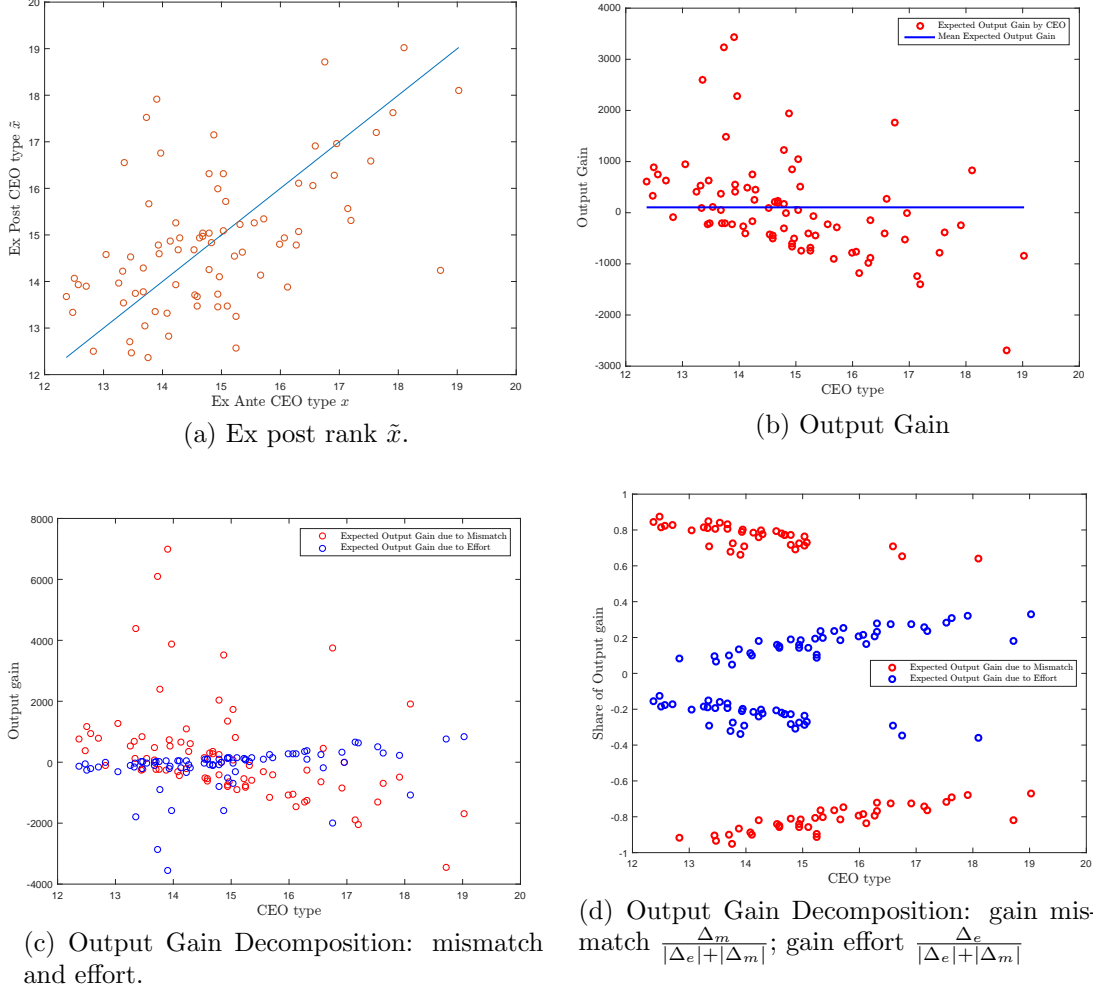 20
19
18
17
16
15
14
13
12
12 13 14 15 16 17 18 19 20
Ex Post CEO type x̃
Ex Ante CEO type x
(a) Ex post rank x̃.
4000
3000
2000
1000
0
-1000
-2000
-3000
12 13 14 15 16 17 18 19 20
Output Gain
CEO type
Expected Output Gain by CEO
Mean Expected Output Gain
(b) Output Gain
8000
6000
4000
2000
0
-2000
-4000
12 13 14 15 16 17 18 19 20
Output gain
CEO type
Expected Output Gain due to Mismatch
Expected Output Gain due to Effort
(c) Output Gain Decomposition: mismatch
and effort.
1
0.8
0.6
0.4
0.2
0
-0.2
-0.4
-0.6
-0.8
-1
12 13 14 15 16 17 18 19 20
Share of Output gain
CEO type
Expected Output Gain due to Mismatch
Expected Output Gain due to Effort
(d) Output Gain Decomposition: gain mis-
match Δm/(|Δe|+|Δm|); gain effort Δe/(|Δe|+|Δm|)